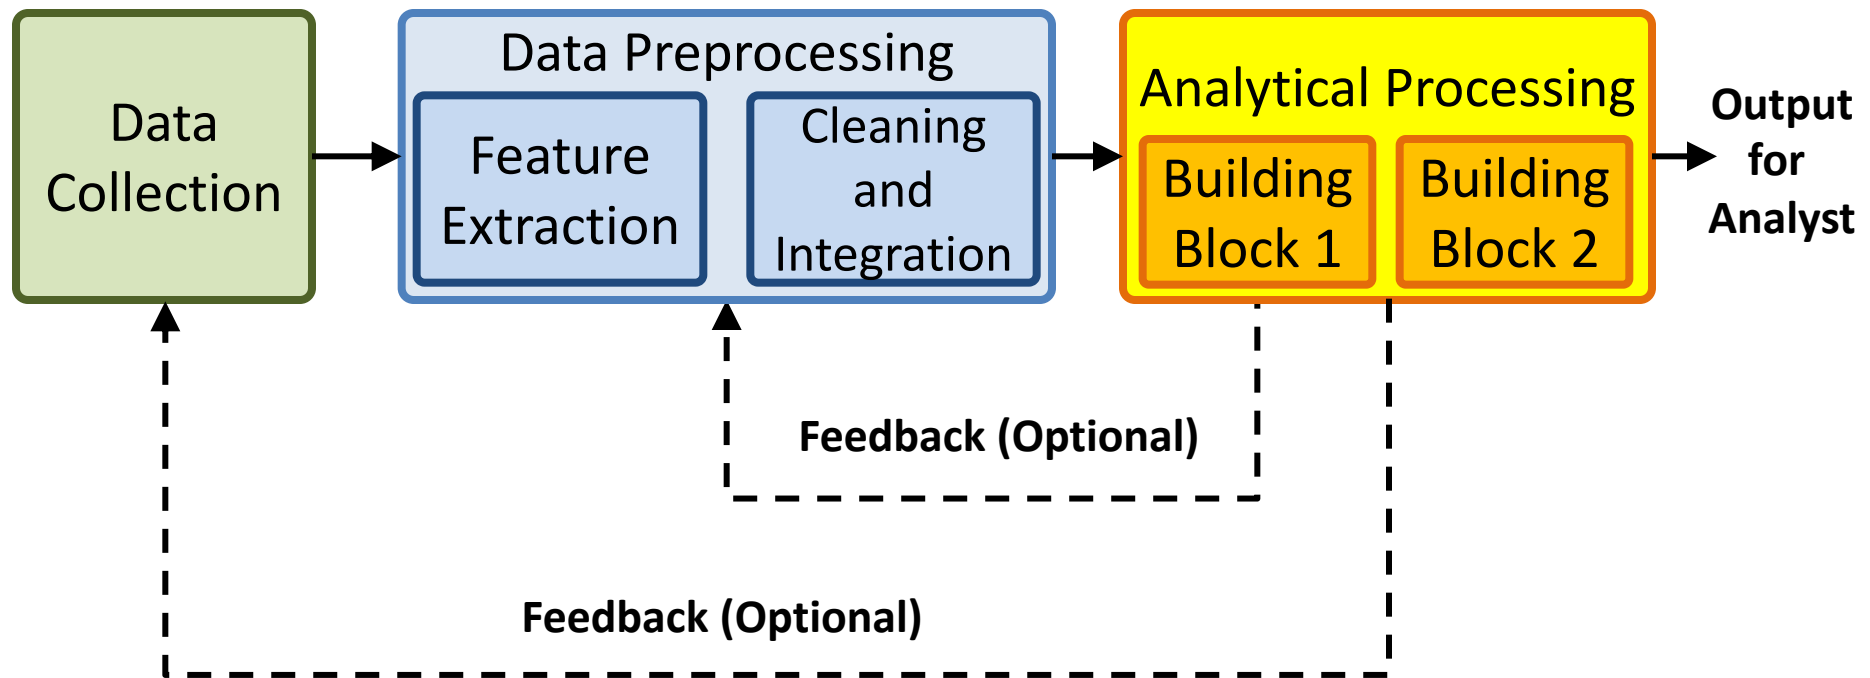 Data
Collection
Data Preprocessing
Feature
Extraction
Cleaning
and
Integration
Analytical Processing
Building
Block 1
Building
Block 2
Output
for
Analyst
Feedback (Optional)
Feedback (Optional)